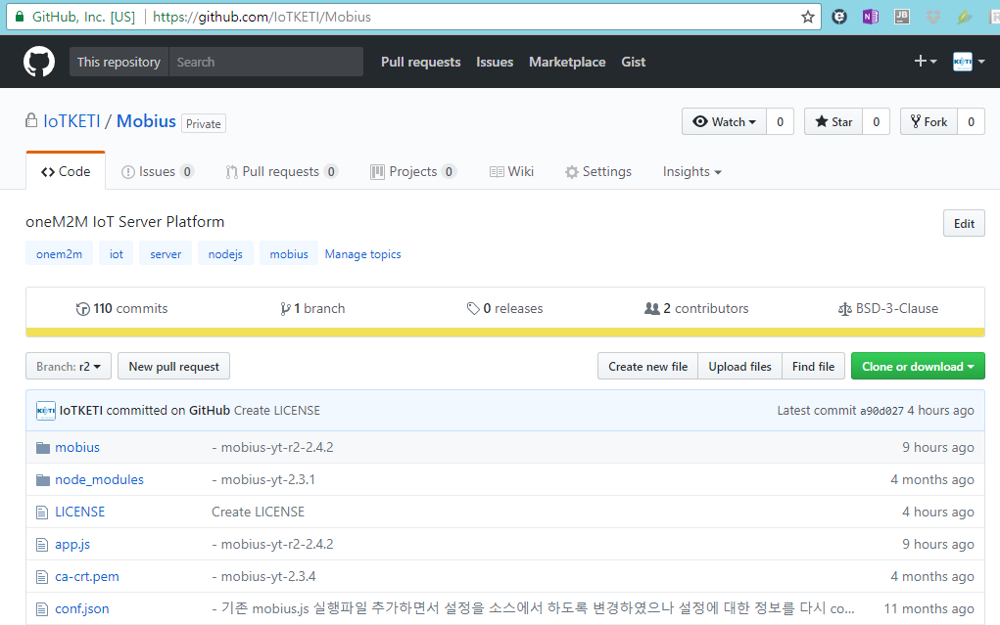 GitHub, Inc. [US] | https://github.com/IoTKETI/Mobius
This repository Search Pull requests Issues Marketplace Gist
IoTKETI / Mobius Private Watch 0 Star 0 Fork 0
Code Issues 0 Pull requests 0 Projects 0 Wiki Settings Insights
oneM2M IoT Server Platform Edit
onem2m iot server nodejs mobius Manage topics
110 commits 1 branch 0 releases 2 contributors BSD-3-Clause
Branch: r2 New pull request Create new file Upload files Find file Clone or download
KETI IoTKETI committed on GitHub Create LICENSE Latest commit a90d027 4 hours ago
mobius - mobius-yt-r2-2.4.2 9 hours ago
node_modules - mobius-yt-2.3.1 4 months ago
LICENSE Create LICENSE 4 hours ago
app.js - mobius-yt-r2-2.4.2 9 hours ago
ca-crt.pem - mobius-yt-2.3.4 4 months ago
conf.json - 기존 mobius.js 실행파일 추가하면서 설정을 소스에서 하도록 변경하였으나 설정에 대한 정보를 다시 co... 11 months ago